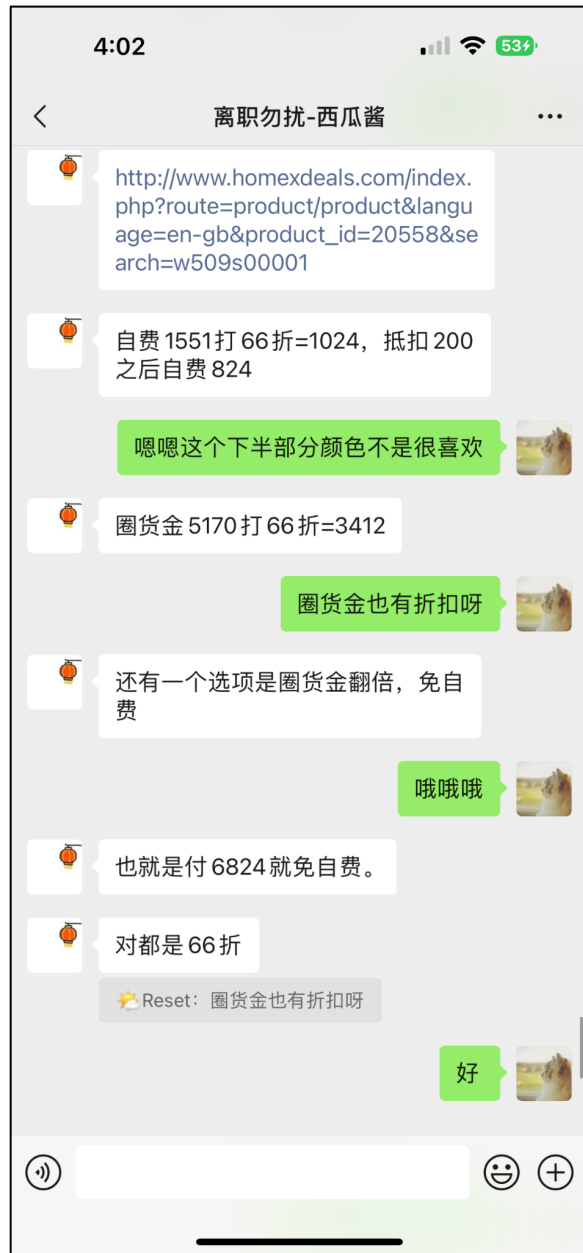 4:02
53
离职勿扰-西瓜酱
http://www.homexdeals.com/index.
php?route=product/product&langu
age=en-gb&product_id=20558&se
arch=w509s00001
自费1551打66折=1024，抵扣200
之后自费824
嗯嗯这个下半部分颜色不是很喜欢
圈货金5170打66折=3412
圈货金也有折扣呀
还有一个选项是圈货金翻倍，免自
费
哦哦哦
也就是付6824就免自费。
对都是66折
Reset：圈货金也有折扣呀
好